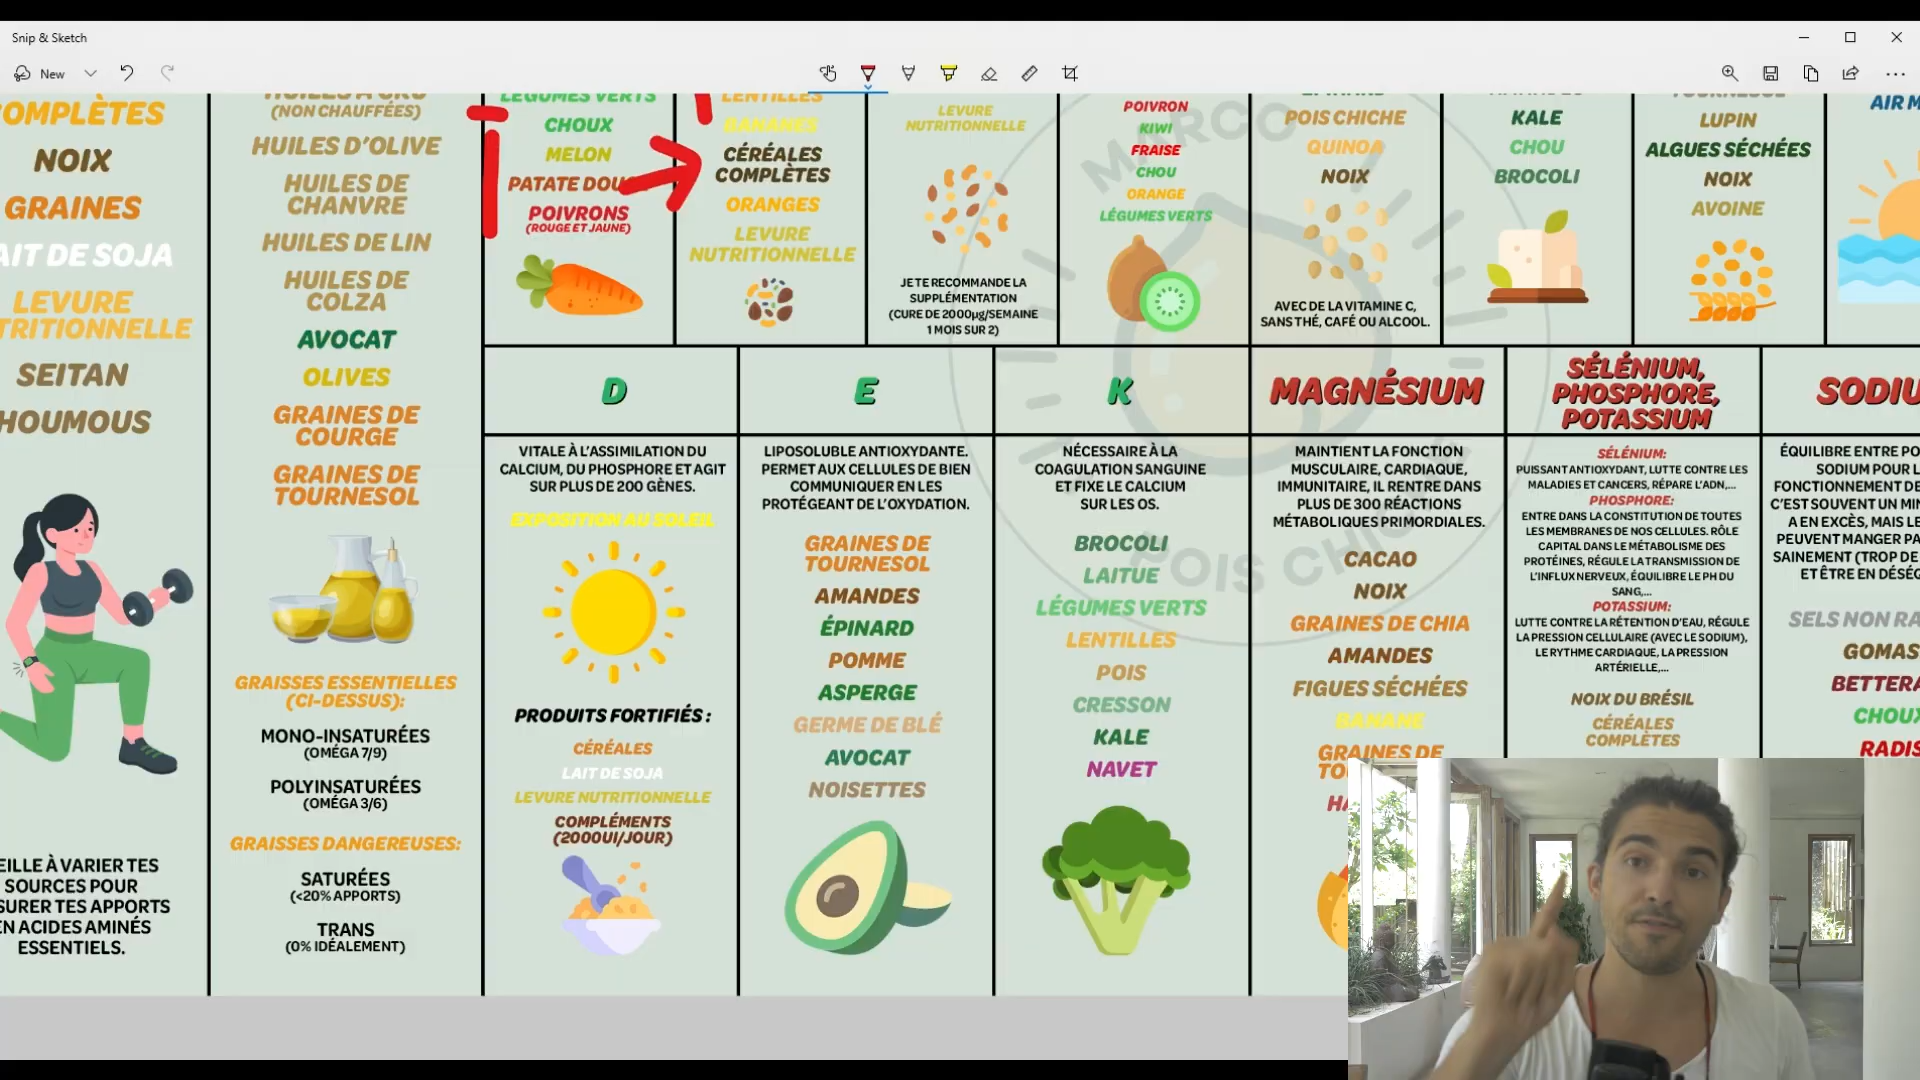 Snip & Sketch
New
COMPLÈTES
NOIX
GRAINES
LAIT DE SOJA
LEVURE
NUTRITIONNELLE
SEITAN
HOUMOUS
EILLE À VARIER TES
SOURCES POUR
SURER TES APPORTS
EN ACIDES AMINÉS
ESSENTIELS.
(NON CHAUFFÉES)
HUILES D'OLIVE
HUILES DE
CHANVRE
HUILES DE LIN
HUILES DE
COLZA
AVOCAT
OLIVES
GRAINES DE
COURGE
GRAINES DE
TOURNESOL
GRAISSES ESSENTIELLES
(CI-DESSUS):
MONO-INSATURÉES
(OMÉGA 7/9)
POLYINSATURÉES
(OMÉGA 3/6)
GRAISSES DANGEREUSES:
SATURÉES
(<20% APPORTS)
TRANS
(0% IDÉALEMENT)
LÉGUMES VERTS
CHOUX
MELON
PATATE DOU
POIVRONS
(ROUGE ET JAUNE)
LENTILLES
BANANES
CÉRÉALES
COMPLÈTES
ORANGES
LEVURE
NUTRITIONNELLE
LEVURE
NUTRITIONNELLE
JE TE RECOMMANDE LA
SUPPLÉMENTATION
(CURE DE 2000µg/SEMAINE
1 MOIS SUR 2)
POIVRON
KIWI
FRAISE
CHOU
ORANGE
LÉGUMES VERTS
POIS CHICHE
QUINOA
NOIX
AVEC DE LA VITAMINE C,
SANS THÉ, CAFÉ OU ALCOOL.
KALE
CHOU
BROCOLI
TOURNESOL
LUPIN
ALGUES SÉCHÉES
NOIX
AVOINE
AIR M
MARCO
POIS CHI
D
VITALE À L'ASSIMILATION DU
CALCIUM, DU PHOSPHORE ET AGIT
SUR PLUS DE 200 GÈNES.
EXPOSITION AU SOLEIL
PRODUITS FORTIFIÉS :
CÉRÉALES
LAIT DE SOJA
LEVURE NUTRITIONNELLE
COMPLÉMENTS
(2000UI/JOUR)
E
LIPOSOLUBLE ANTIOXYDANTE.
PERMET AUX CELLULES DE BIEN
COMMUNIQUER EN LES
PROTÉGEANT DE L'OXYDATION.
GRAINES DE
TOURNESOL
AMANDES
ÉPINARD
POMME
ASPERGE
GERME DE BLÉ
AVOCAT
NOISETTES
K
NÉCESSAIRE À LA
COAGULATION SANGUINE
ET FIXE LE CALCIUM
SUR LES OS.
BROCOLI
LAITUE
LÉGUMES VERTS
LENTILLES
POIS
CRESSON
KALE
NAVET
MAGNÉSIUM
MAINTIENT LA FONCTION
MUSCULAIRE, CARDIAQUE,
IMMUNITAIRE, IL RENTRE DANS
PLUS DE 300 RÉACTIONS
MÉTABOLIQUES PRIMORDIALES.
CACAO
NOIX
GRAINES DE CHIA
AMANDES
FIGUES SÉCHÉES
BANANE
GRAINES DE
SÉLÉNIUM,
PHOSPHORE,
POTASSIUM
SÉLÉNIUM:
PUISSANT ANTIOXYDANT, LUTTE CONTRE LES
MALADIES ET CANCERS, RÉPARE L'ADN,...
PHOSPHORE:
ENTRE DANS LA CONSTITUTION DE TOUTES
LES MEMBRANES DE NOS CELLULES. RÔLE
CAPITAL DANS LE MÉTABOLISME DES
PROTÉINES, RÉGULE LA TRANSMISSION DE
L'INFLUX NERVEUX, ÉQUILIBRE LE PH DU
SANG,...
POTASSIUM:
LUTTE CONTRE LA RÉTENTION D'EAU, RÉGULE
LA PRESSION CELLULAIRE (AVEC LE SODIUM),
LE RYTHME CARDIAQUE, LA PRESSION
ARTÉRIELLE,...
NOIX DU BRÉSIL
CÉRÉALES
COMPLÈTES
SODIU
ÉQUILIBRE ENTRE PO
SODIUM POUR L
FONCTIONNEMENT DE
C'EST SOUVENT UN MIN
A EN EXCÈS, MAIS LE
PEUVENT MANGER PA
SAINEMENT (TROP DE
ET ÊTRE EN DÉSÉQ
SELS NON RA
GOMAS
BETTERA
CHOUX
RADIS